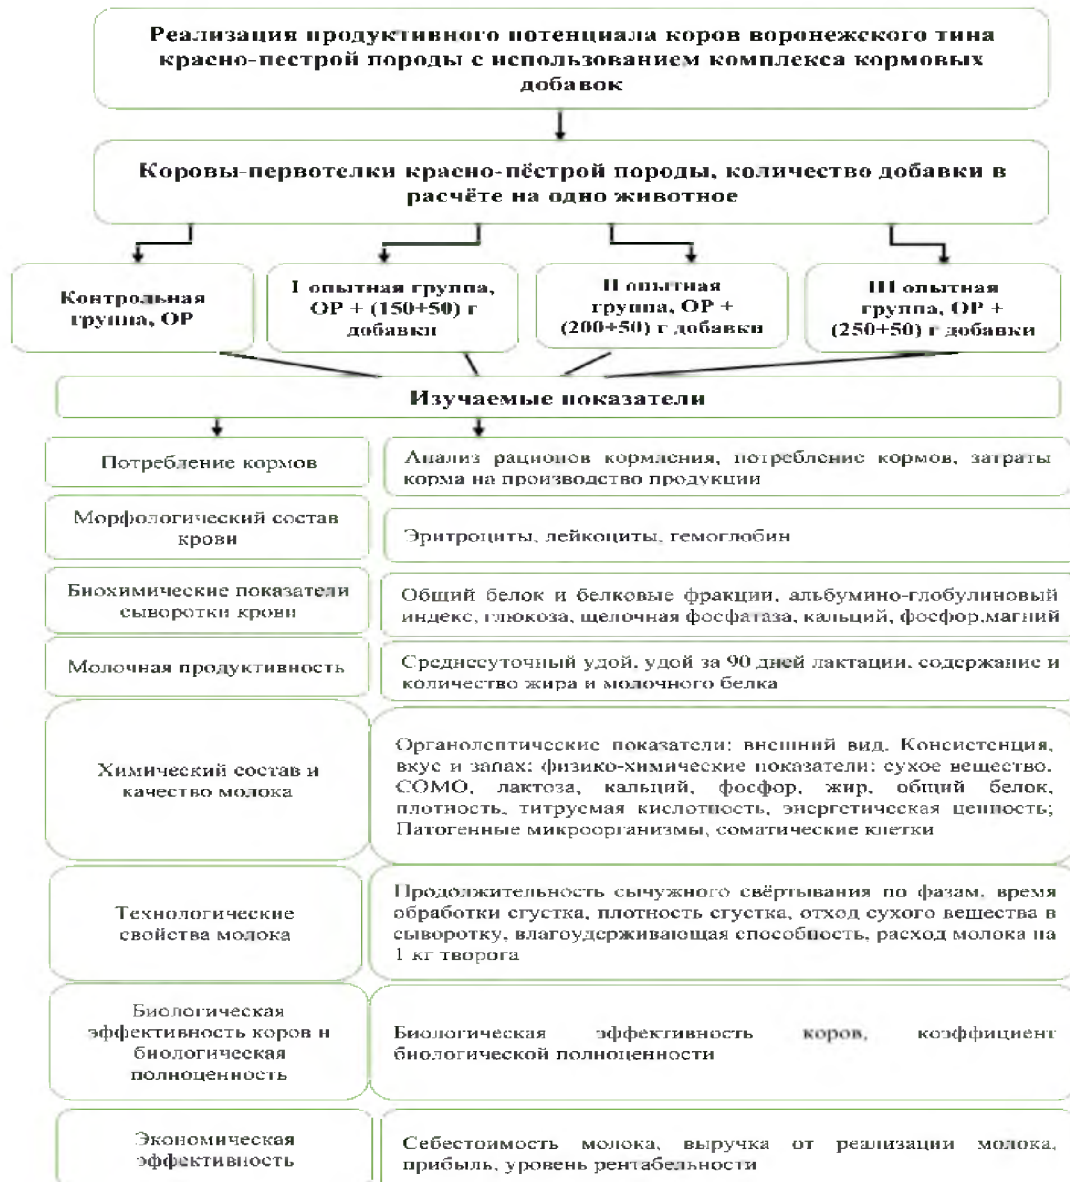 Реализация продуктивного потенциала коров воронежского типа
красно-пестрой породы с использованием комплекса кормовых
добавок
Коровы-первотелки красно-пёстрой породы, количество добавки в
расчёте на одно животное
Контрольная
группа, ОР
I опытная группа,
ОР + (150+50) г
добавки
II опытная
группа, ОР +
(200+50) г добавки
III опытная
группа, ОР +
(250+50) г добавки
Изучаемые показатели
Потребление кормов
Анализ рационов кормления, потребление кормов, затраты
корма на производство продукции
Морфологический состав
крови
Эритроциты, лейкоциты, гемоглобин
Биохимические показатели
сыворотки крови
Общий белок и белковые фракции, альбумино-глобулиновый
индекс, глюкоза, щелочная фосфатаза, кальций, фосфор,магний
Молочная продуктивность
Среднесуточный удой, удой за 90 дней лактации, содержание и
количество жира и молочного белка
Химический состав и
качество молока
Органолептические показатели: внешний вид. Консистенция,
вкус и запах: физико-химические показатели: сухое вещество,
СОМО, лактоза, кальций, фосфор, жир, общий белок,
плотность, титруемая кислотность, энергетическая ценность;
Патогенные микроорганизмы, соматические клетки
Технологические
свойства молока
Продолжительность сычужного свёртывания по фазам, время
обработки сгустка, плотность сгустка, отход сухого вещества в
сыворотку, влагоудерживающая способность, расход молока на
1 кг творога
Биологическая
эффективность коров и
биологическая
полноценность
Биологическая эффективность коров, коэффициент
биологической полноценности
Экономическая
эффективность
Себестоимость молока, выручка от реализации молока,
прибыль, уровень рентабельности